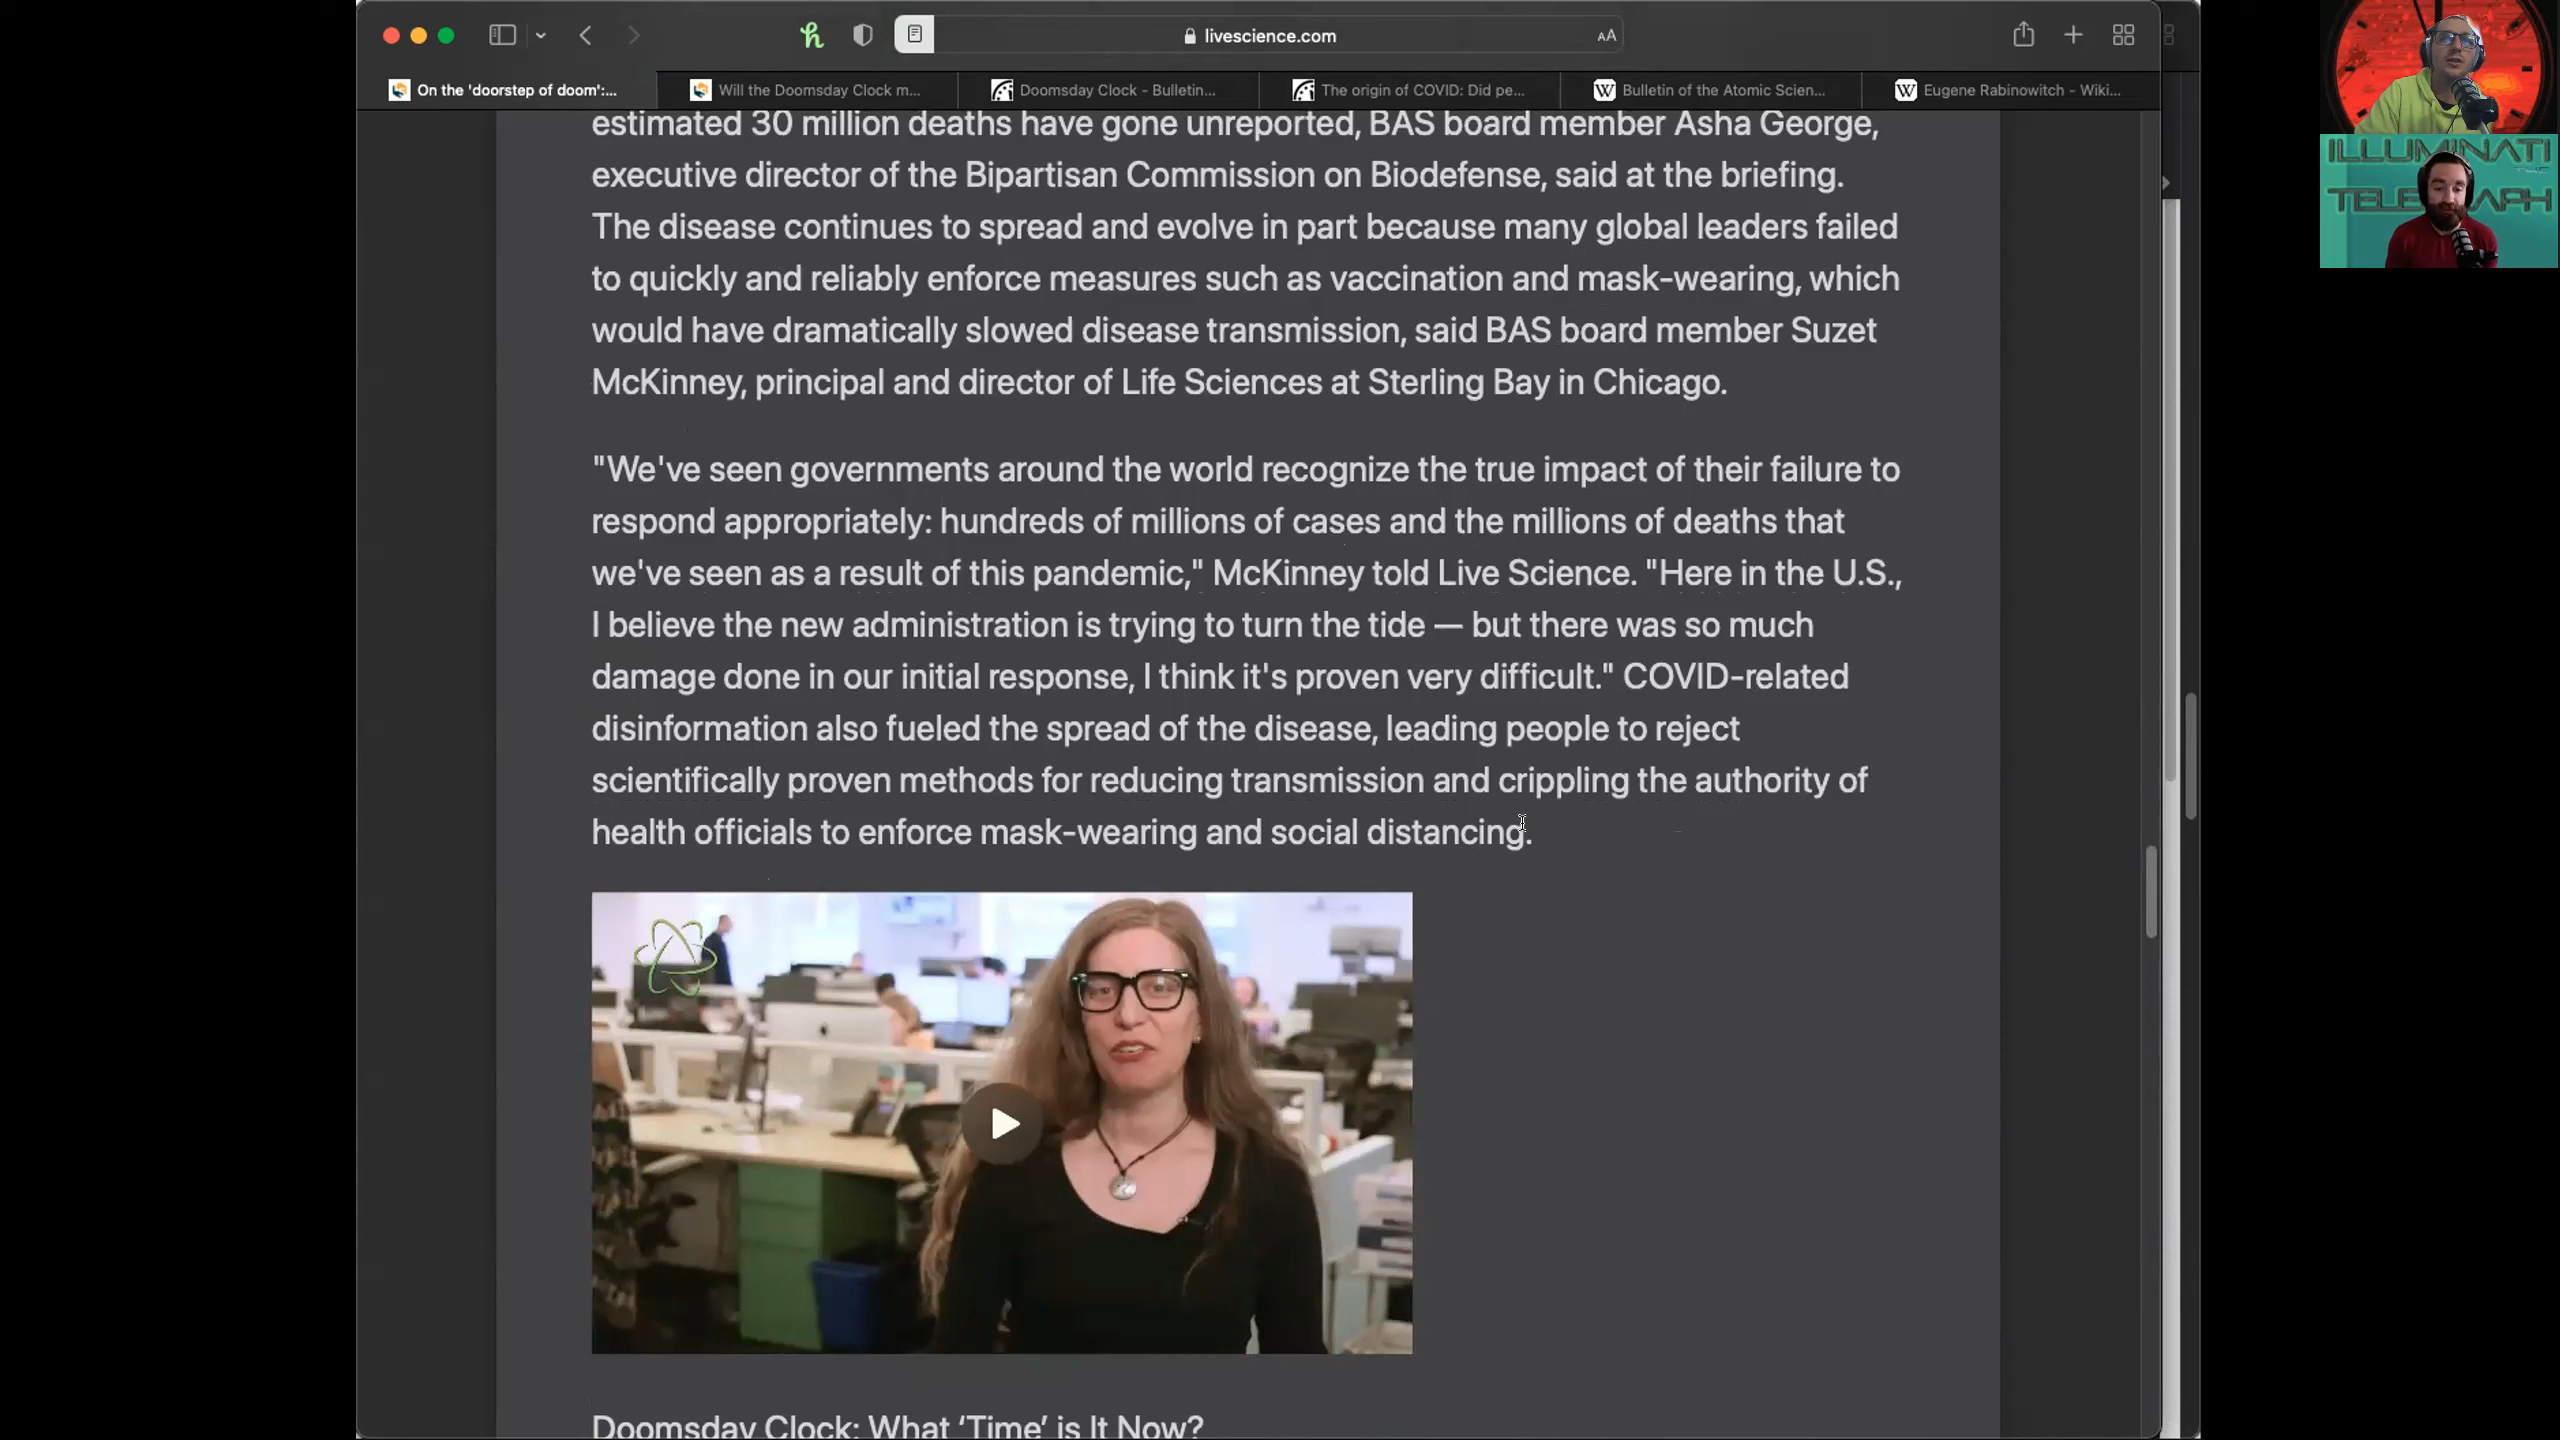 livescience.com
AA
On the 'doorstep of doom':...
Will the Doomsday Clock m...
Doomsday Clock - Bulletin...
The origin of COVID: Did pe...
Bulletin of the Atomic Scien...
Eugene Rabinowitch - Wiki...
estimated 30 million deaths have gone unreported, BAS board member Asha George,
executive director of the Bipartisan Commission on Biodefense, said at the briefing.
The disease continues to spread and evolve in part because many global leaders failed
to quickly and reliably enforce measures such as vaccination and mask-wearing, which
would have dramatically slowed disease transmission, said BAS board member Suzet
McKinney, principal and director of Life Sciences at Sterling Bay in Chicago.
"We've seen governments around the world recognize the true impact of their failure to
respond appropriately: hundreds of millions of cases and the millions of deaths that
we've seen as a result of this pandemic," McKinney told Live Science. "Here in the U.S.,
I believe the new administration is trying to turn the tide — but there was so much
damage done in our initial response, I think it's proven very difficult." COVID-related
disinformation also fueled the spread of the disease, leading people to reject
scientifically proven methods for reducing transmission and crippling the authority of
health officials to enforce mask-wearing and social distancing.
Doomsday Clock: What ‘Time’ is It Now?
ILLUMINATI